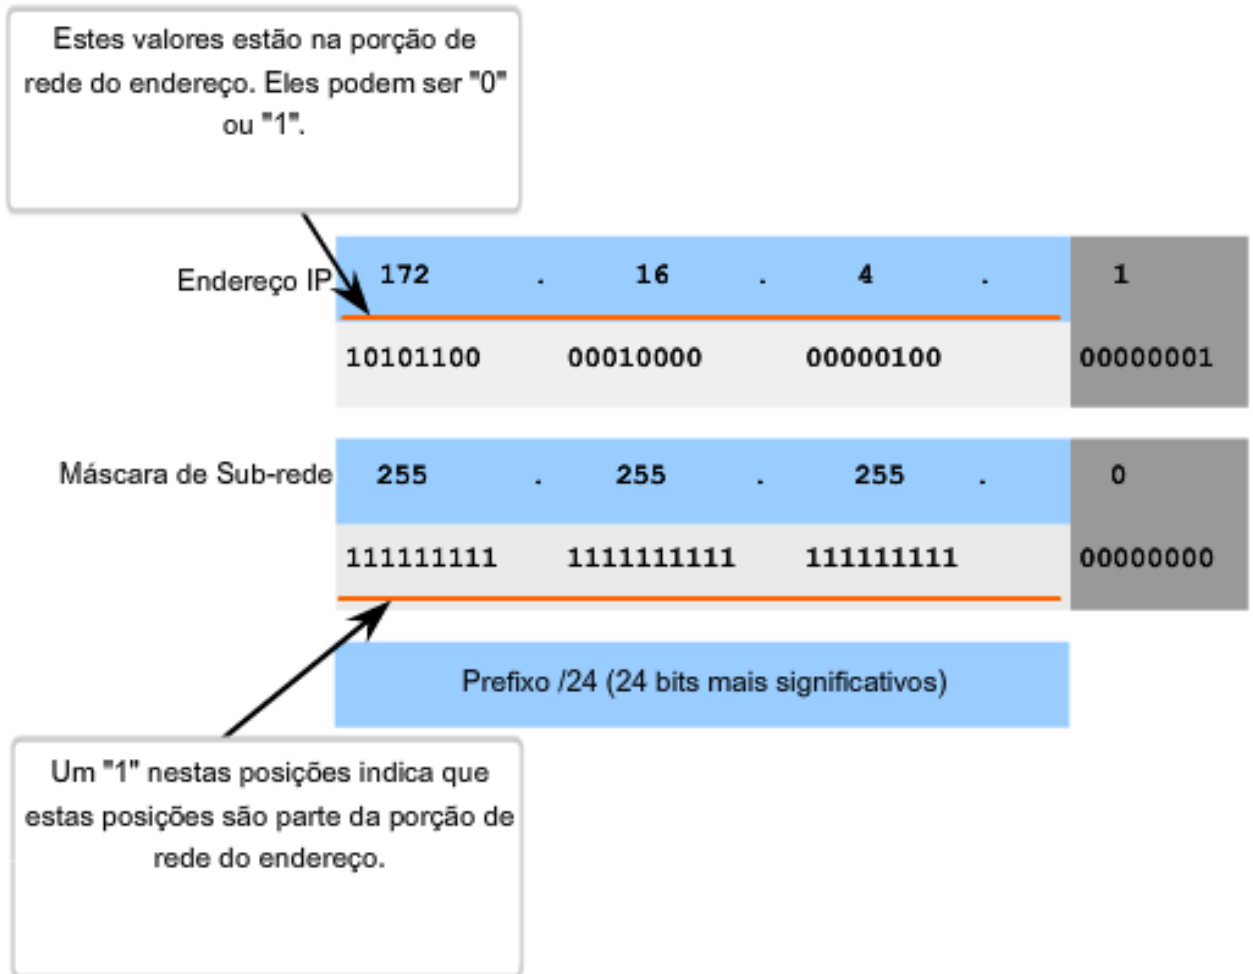 Estes valores estão na porção de
rede do endereço. Eles podem ser "0"
ou "1".
Endereço IP 172 . 16 . 4 . 1
10101100 00010000 00000100 00000001
Máscara de Sub-rede 255 . 255 . 255 . 0
111111111 1111111111 111111111 00000000
Prefixo /24 (24 bits mais significativos)
Um "1" nestas posições indica que
estas posições são parte da porção de
rede do endereço.